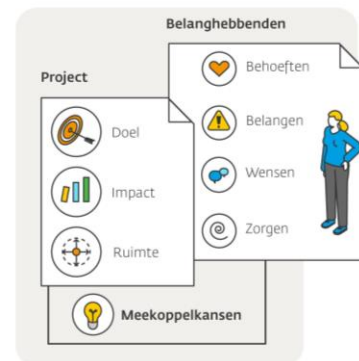 Belanghebbenden
Behoeften
Belangen
Wensen
Zorgen
Project
Doel
Impact
Ruimte
Meekoppelkansen